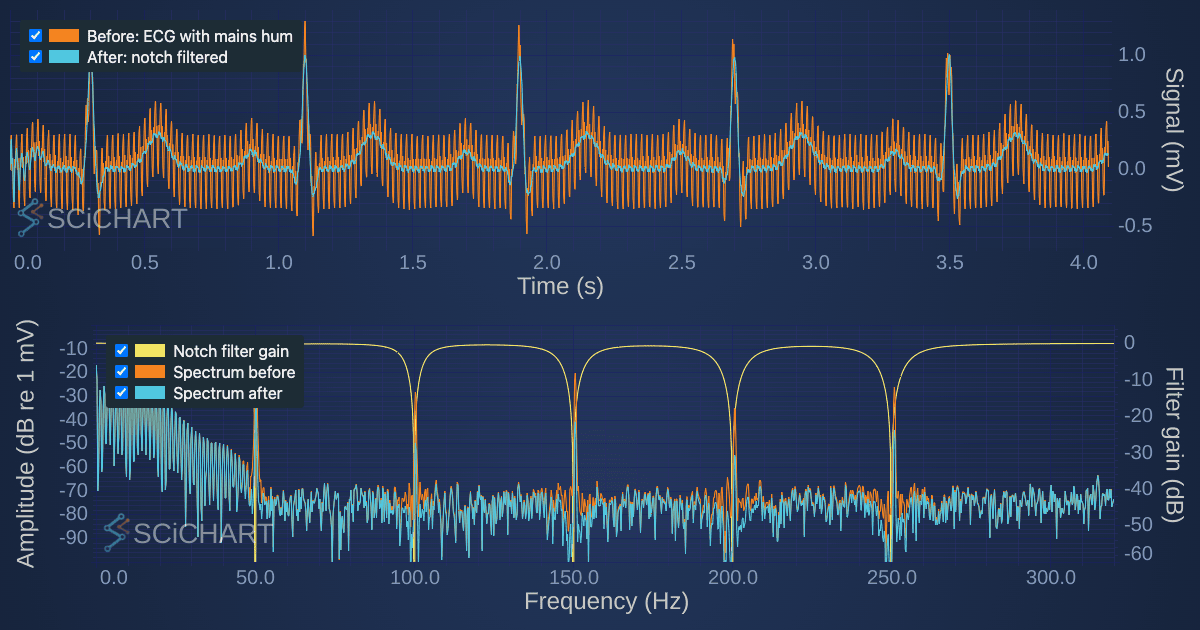 Before: ECG with mains hum
After: notch filtered
1.0
0.5
0.0
-0.5
Signal (mV)
SCiCHART
0.0 0.5 1.0 1.5 2.0 2.5 3.0 3.5 4.0
Time (s)
Amplitude (dB re 1 mV)
-10
-20
-30
-40
-50
-60
-70
-80
-90
Notch filter gain
Spectrum before
Spectrum after
0
-10
-20
-30
-40
-50
-60
Filter gain (dB)
SCiCHART
0.0 50.0 100.0 150.0 200.0 250.0 300.0
Frequency (Hz)